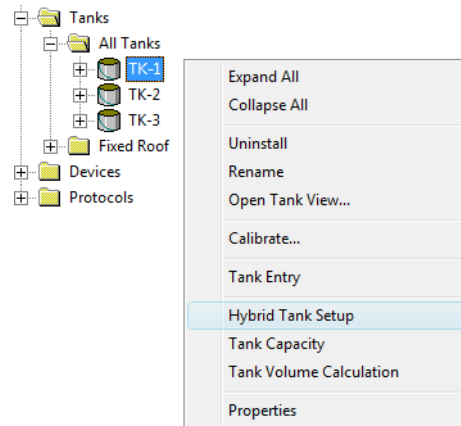 Tanks
All Tanks
TK-1
TK-2
TK-3
Fixed Roof
Devices
Protocols
Expand All
Collapse All
Uninstall
Rename
Open Tank View...
Calibrate...
Tank Entry
Hybrid Tank Setup
Tank Capacity
Tank Volume Calculation
Properties